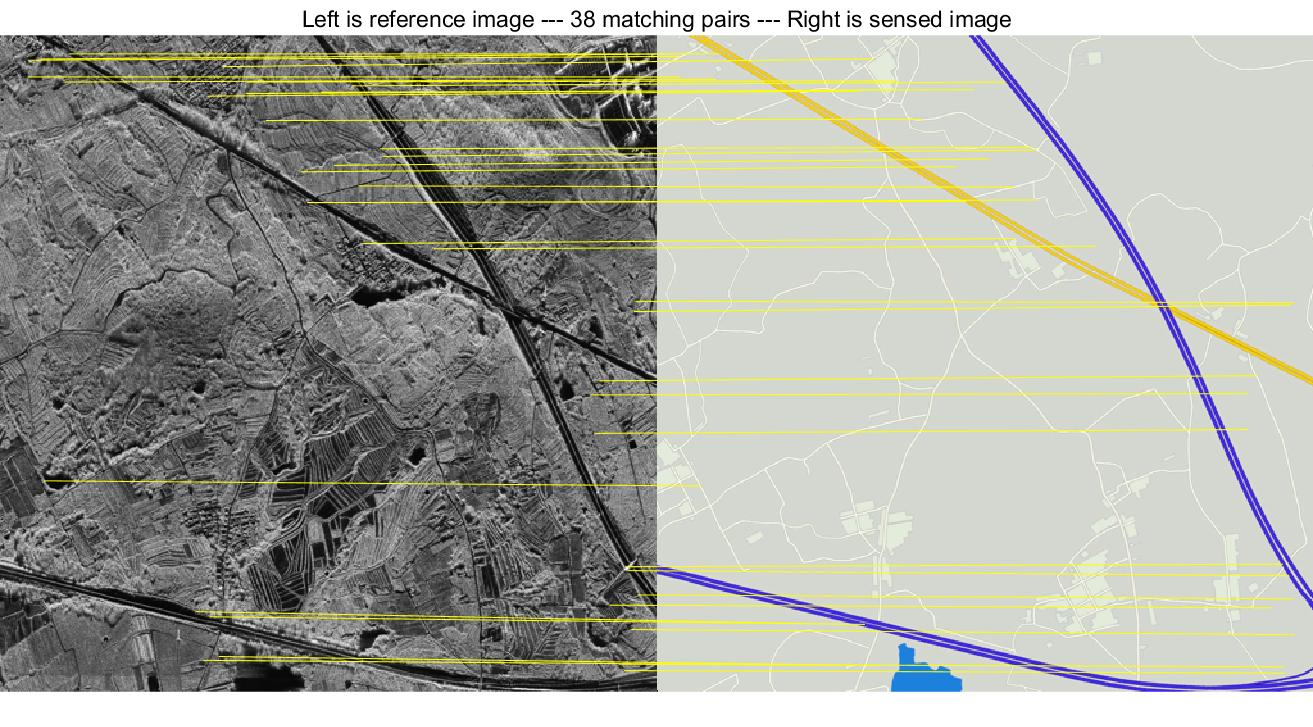 Left is reference image --- 38 matching pairs --- Right is sensed image